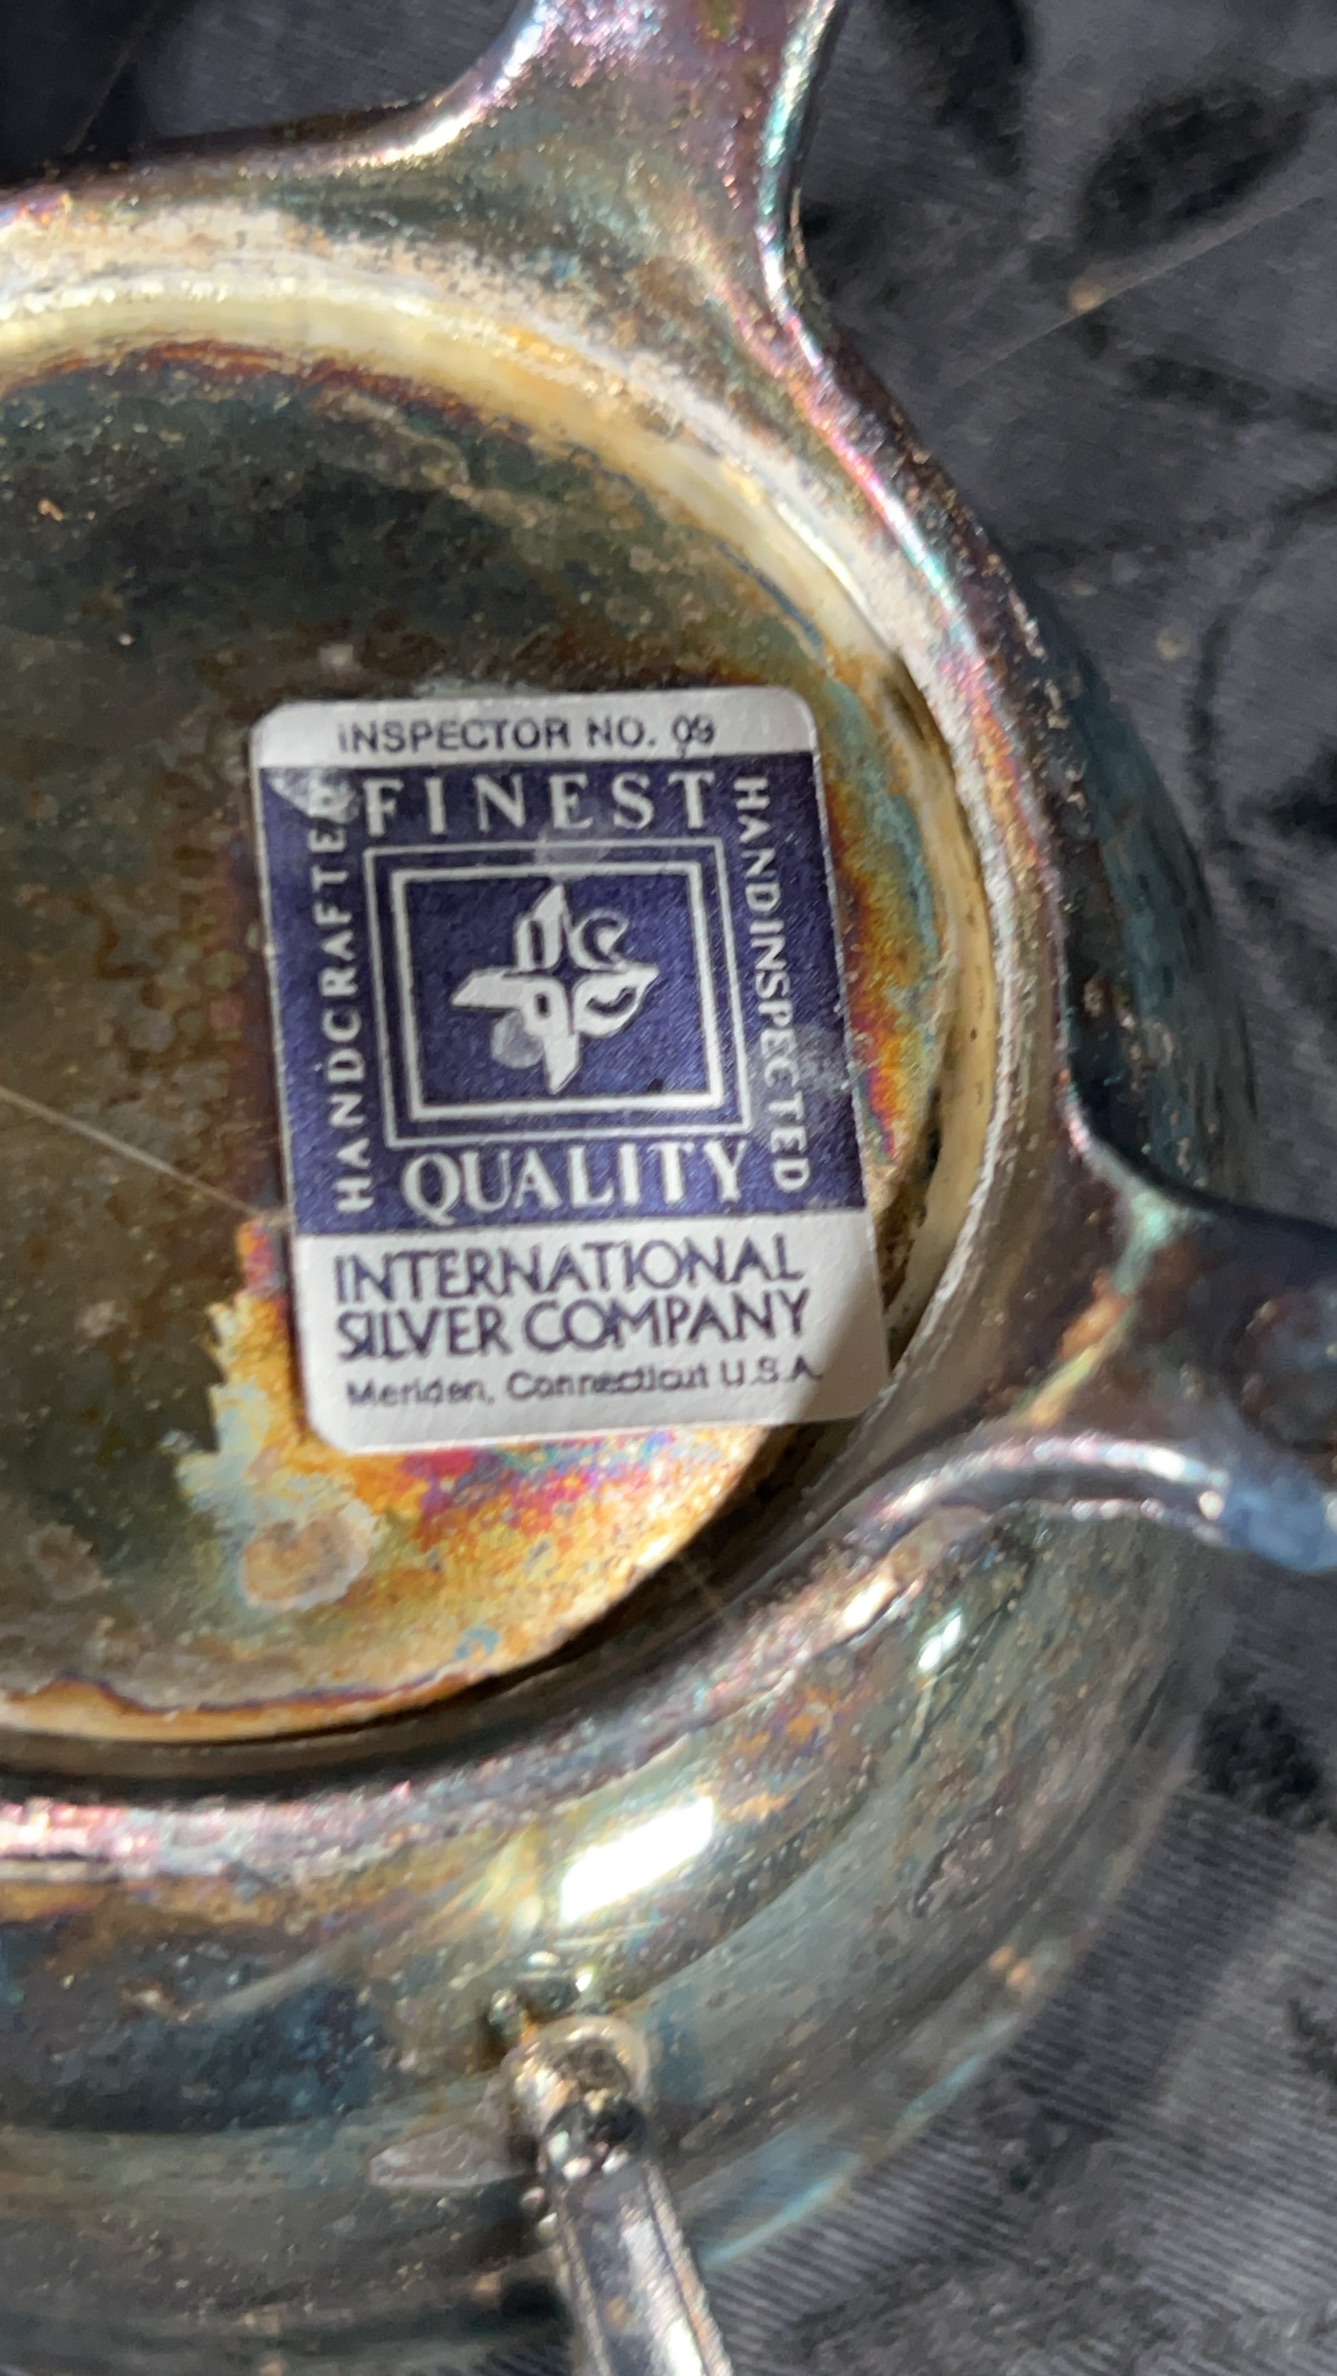 INSPECTOR NO. 09
FINEST
HANDCRAFTED
HANDINSPECTED
QUALITY
INTERNATIONAL
SILVER COMPANY
Meriden, Connecticut U.S.A.